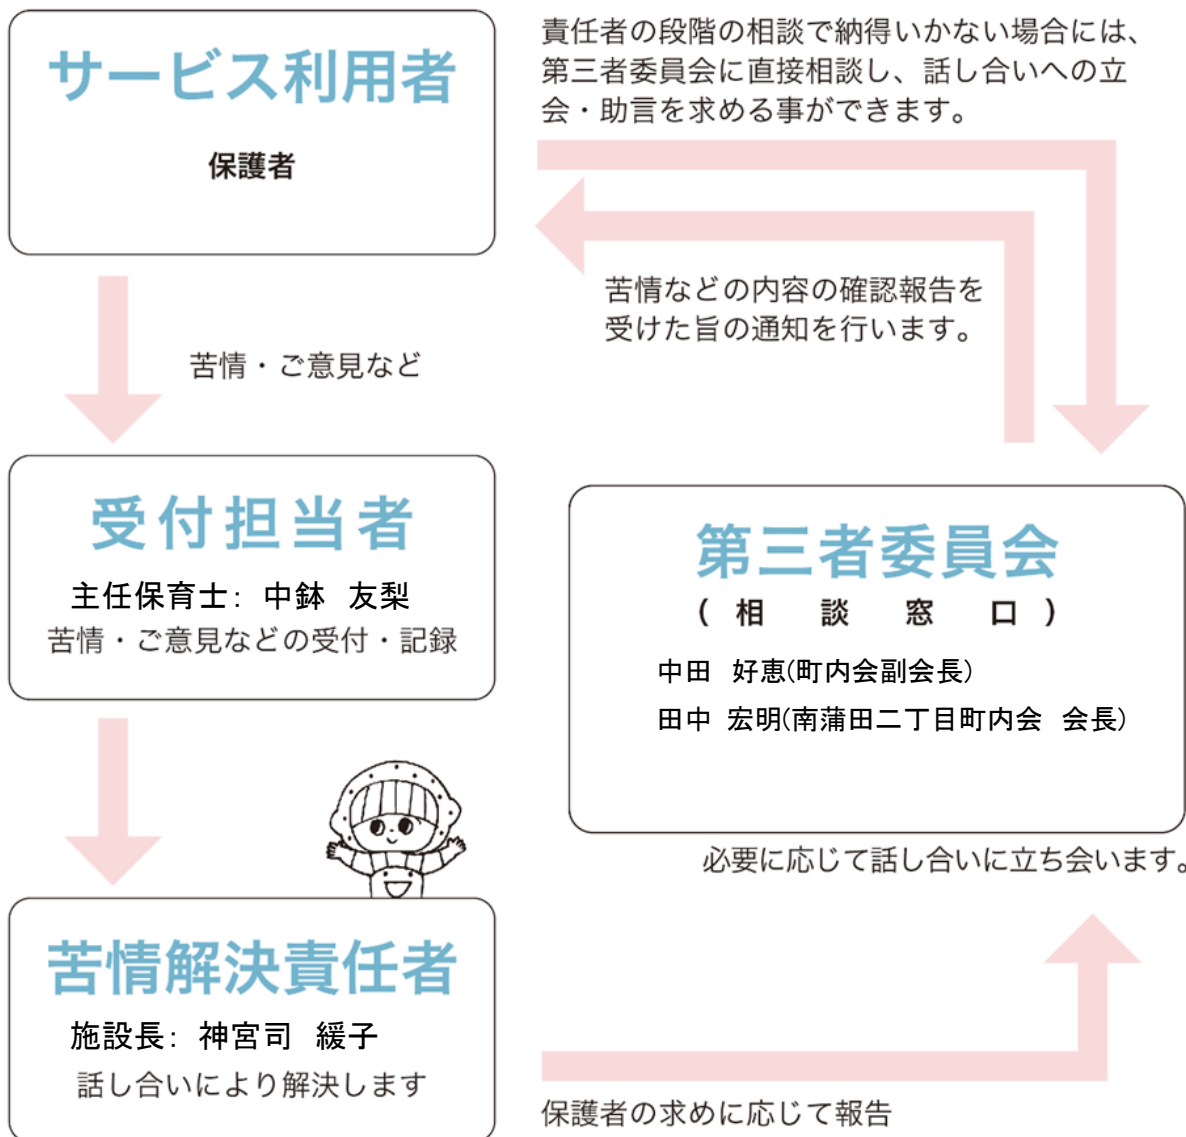 サービス利用者
保護者
責任者の段階の相談で納得いかない場合には、
第三者委員会に直接相談し、話し合いへの立
会・助言を求める事ができます。
苦情などの内容の確認報告を
受けた旨の通知を行います。
苦情・ご意見など
受付担当者
主任保育士: 中鉢　友梨
苦情・ご意見などの受付・記録
第三者委員会
(相談窓口)
中田　好恵(町内会副会長)
田中 宏明(南蒲田二丁目町内会　会長)
必要に応じて話し合いに立ち会います。
苦情解決責任者
施設長: 神宮司　緩子
話し合いにより解決します
保護者の求めに応じて報告